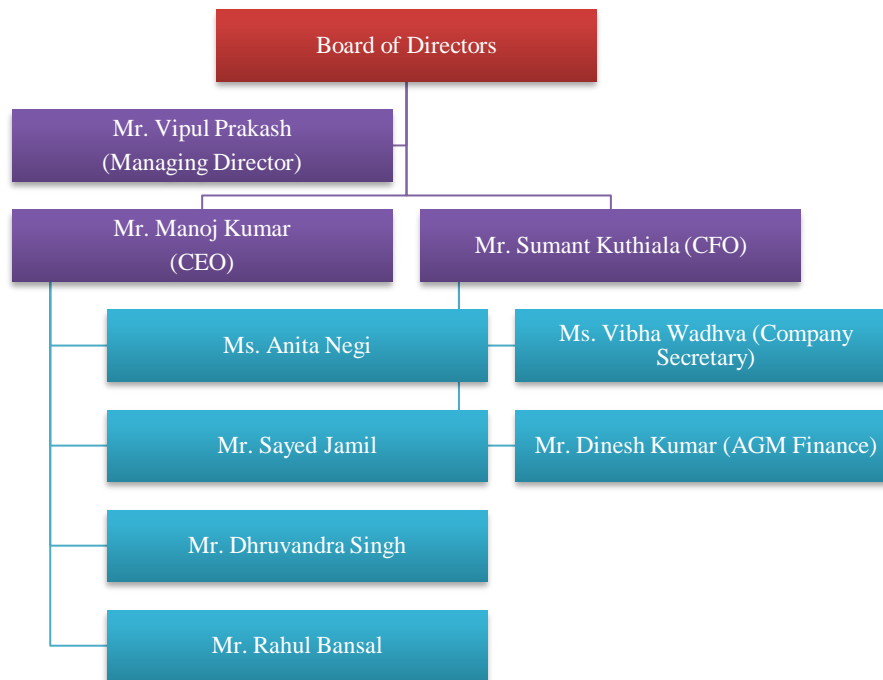 Board of Directors
Mr. Vipul Prakash
(Managing Director)
Mr. Manoj Kumar
(CEO)
Mr. Sumant Kuthiala (CFO)
Ms. Anita Negi
Ms. Vibha Wadhva (Company
Secretary)
Mr. Sayed Jamil
Mr. Dinesh Kumar (AGM Finance)
Mr. Dhruvandra Singh
Mr. Rahul Bansal